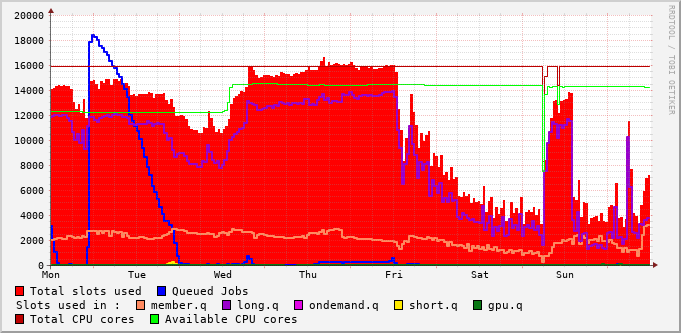 20000
18000
16000
14000
12000
10000
8000
6000
4000
2000
0
Mon Tue Wed Thu Fri Sat Sun
RRDTOOL / TOBI OETIKER
Total slots used Queued Jobs
Slots used in : member.q long.q ondemand.q short.q gpu.q
Total CPU cores Available CPU cores